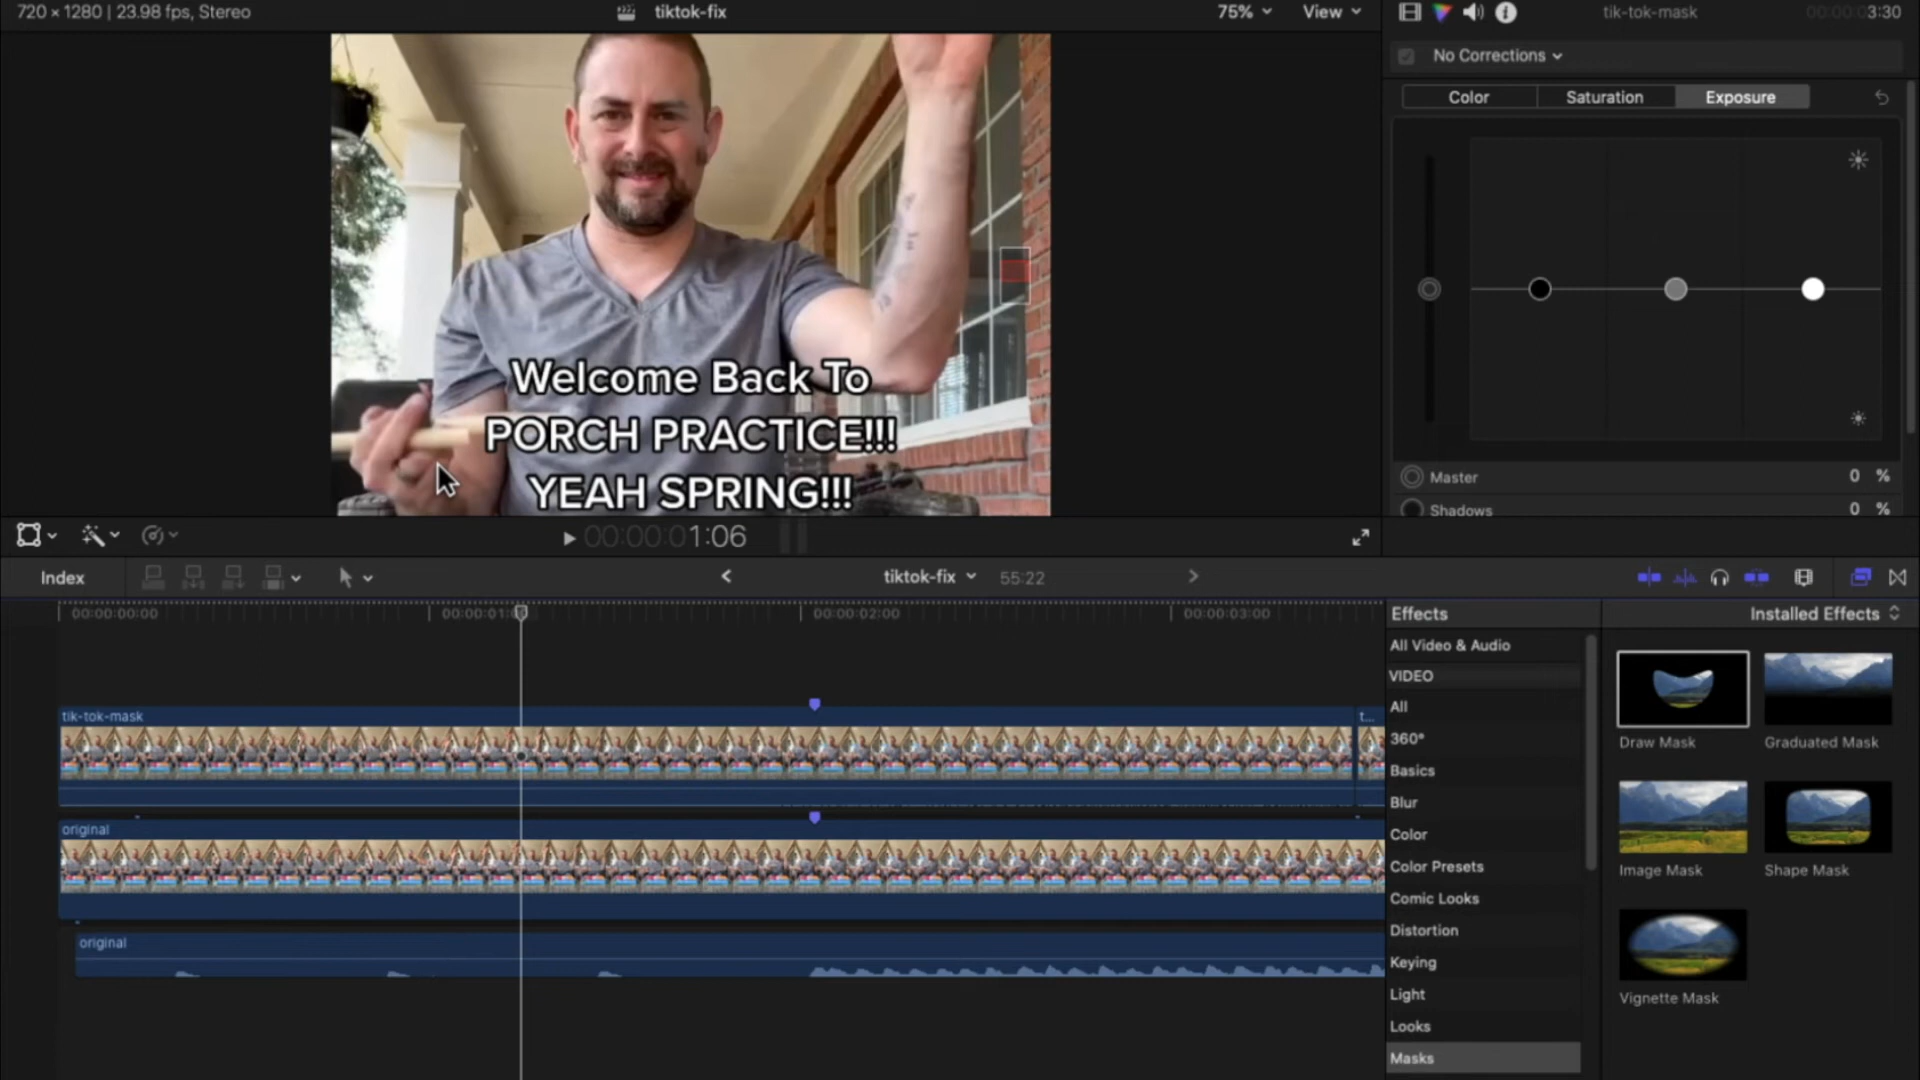 720 × 1280 | 23.98 fps, Stereo
tiktok-fix
75%
View
tik-tok-mask
00:00:03:30
No Corrections
Color
Saturation
Exposure
Welcome Back To
PORCH PRACTICE!!!
YEAH SPRING!!!
Master
0 %
Shadows
0 %
00:00:01:06
Index
tiktok-fix
55:22
00:00:00:00
00:00:02:00
00:00:03:00
Effects
Installed Effects
All Video & Audio
VIDEO
All
360°
Basics
Blur
Color
Color Presets
Comic Looks
Distortion
Keying
Light
Looks
Masks
Draw Mask
Graduated Mask
Image Mask
Shape Mask
Vignette Mask
tik-tok-mask
t...
original
original